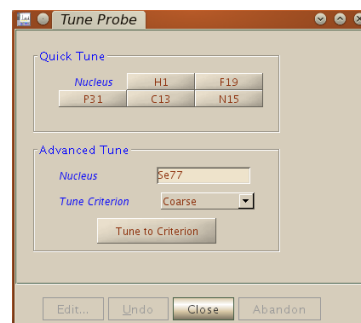 Tune Probe
Quick Tune
Nucleus H1 F19
P31 C13 N15
Advanced Tune
Nucleus Se77
Tune Criterion Coarse
Tune to Criterion
Edit... Undo Close Abandon